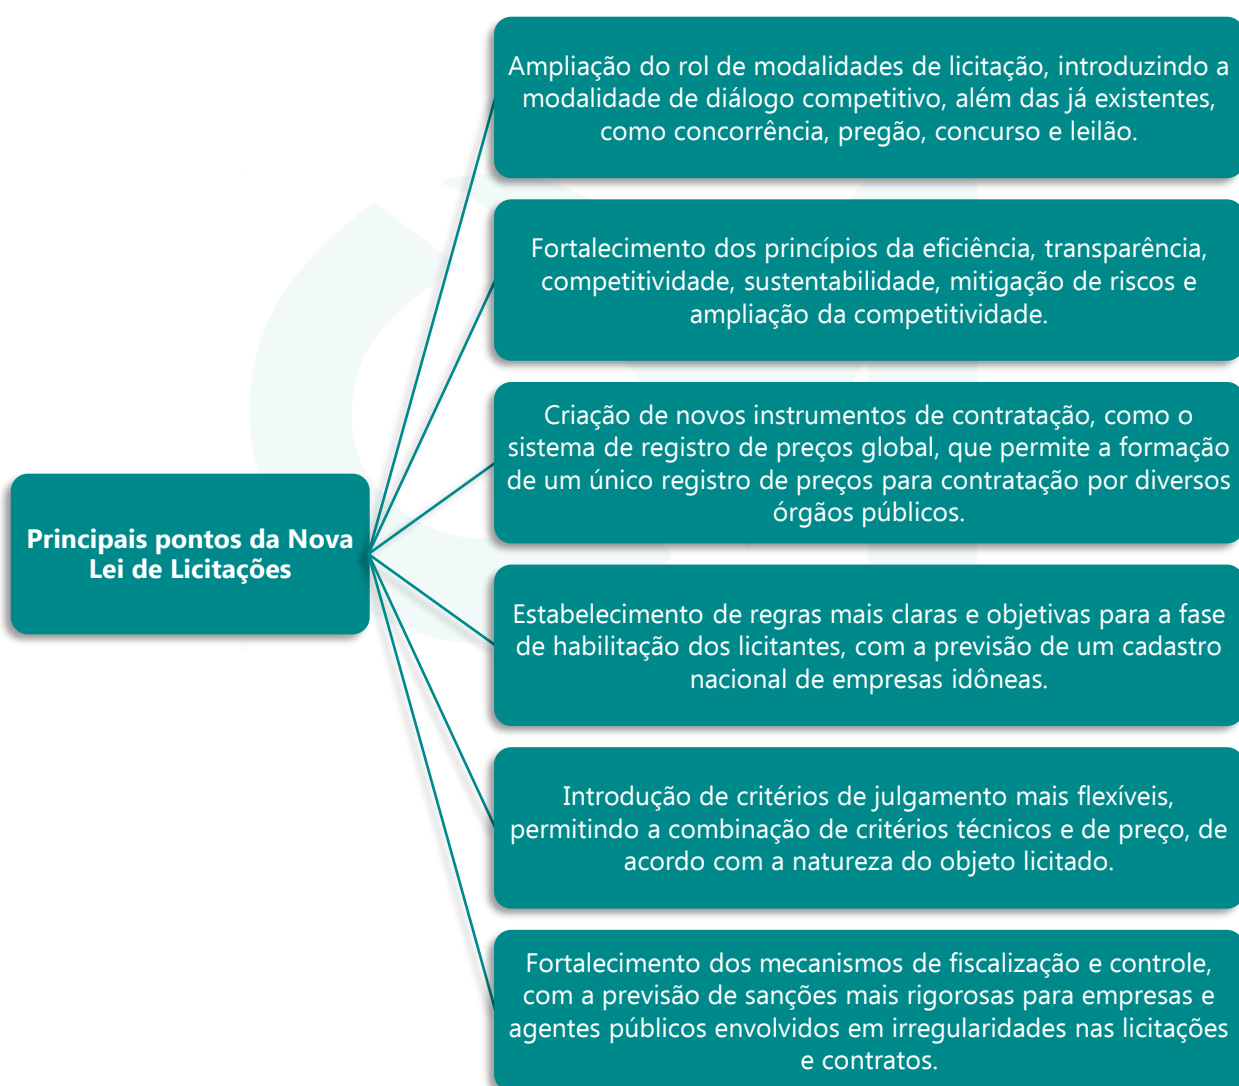 Ampliação do rol de modalidades de licitação, introduzindo a
modalidade de diálogo competitivo, além das já existentes,
como concorrência, pregão, concurso e leilão.
Fortalecimento dos princípios da eficiência, transparência,
competitividade, sustentabilidade, mitigação de riscos e
ampliação da competitividade.
Criação de novos instrumentos de contratação, como o
sistema de registro de preços global, que permite a formação
de um único registro de preços para contratação por diversos
órgãos públicos.
Principais pontos da Nova
Lei de Licitações
Estabelecimento de regras mais claras e objetivas para a fase
de habilitação dos licitantes, com a previsão de um cadastro
nacional de empresas idôneas.
Introdução de critérios de julgamento mais flexíveis,
permitindo a combinação de critérios técnicos e de preço, de
acordo com a natureza do objeto licitado.
Fortalecimento dos mecanismos de fiscalização e controle,
com a previsão de sanções mais rigorosas para empresas e
agentes públicos envolvidos em irregularidades nas licitações
e contratos.